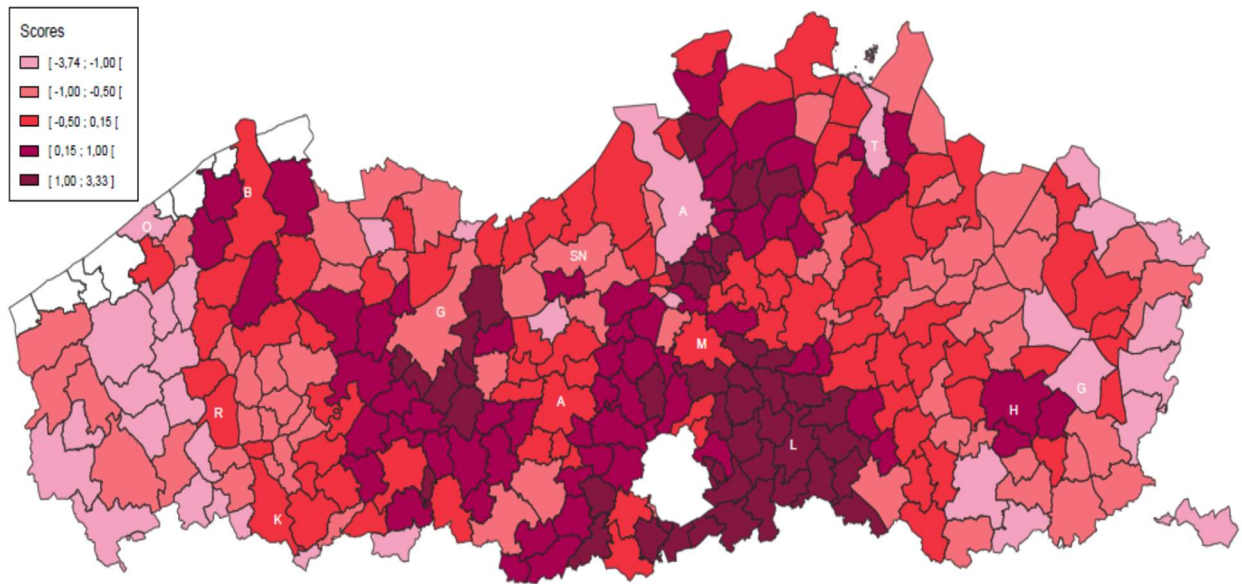 Scores
[ -3,74 ; -1,00 [
[ -1,00 ; -0,50 [
[ -0,50 ; 0,15 [
[ 0,15 ; 1,00 [
[ 1,00 ; 3,33 ]
T
B
A
O
SN
G
M
G
A
S
R
H
L
K